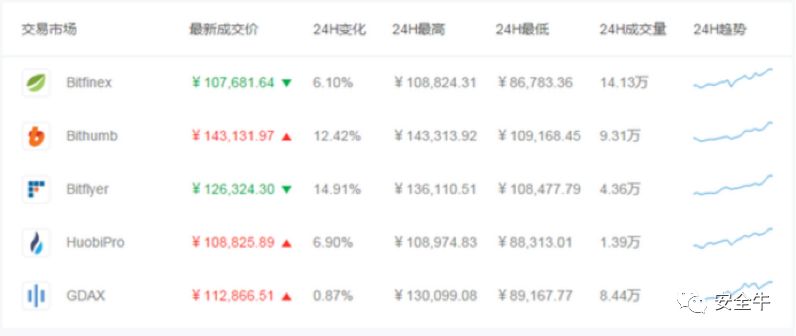 交易市场 最新成交价 24H变化 24H最高 24H最低 24H成交量 24H趋势
Bitfinex ￥107,681.64 ▼ 6.10% ￥108,824.31 ￥86,783.36 14.13万
Bithumb ￥143,131.97 ▲ 12.42% ￥143,313.92 ￥109,168.45 9.31万
Bitflyer ￥126,324.30 ▼ 14.91% ￥136,110.51 ￥108,477.79 4.36万
HuobiPro ￥108,825.89 ▲ 6.90% ￥108,974.83 ￥88,313.01 1.39万
GDAX ￥112,866.51 ▲ 0.87% ￥130,099.08 ￥89,167.77 8.44万
安全牛